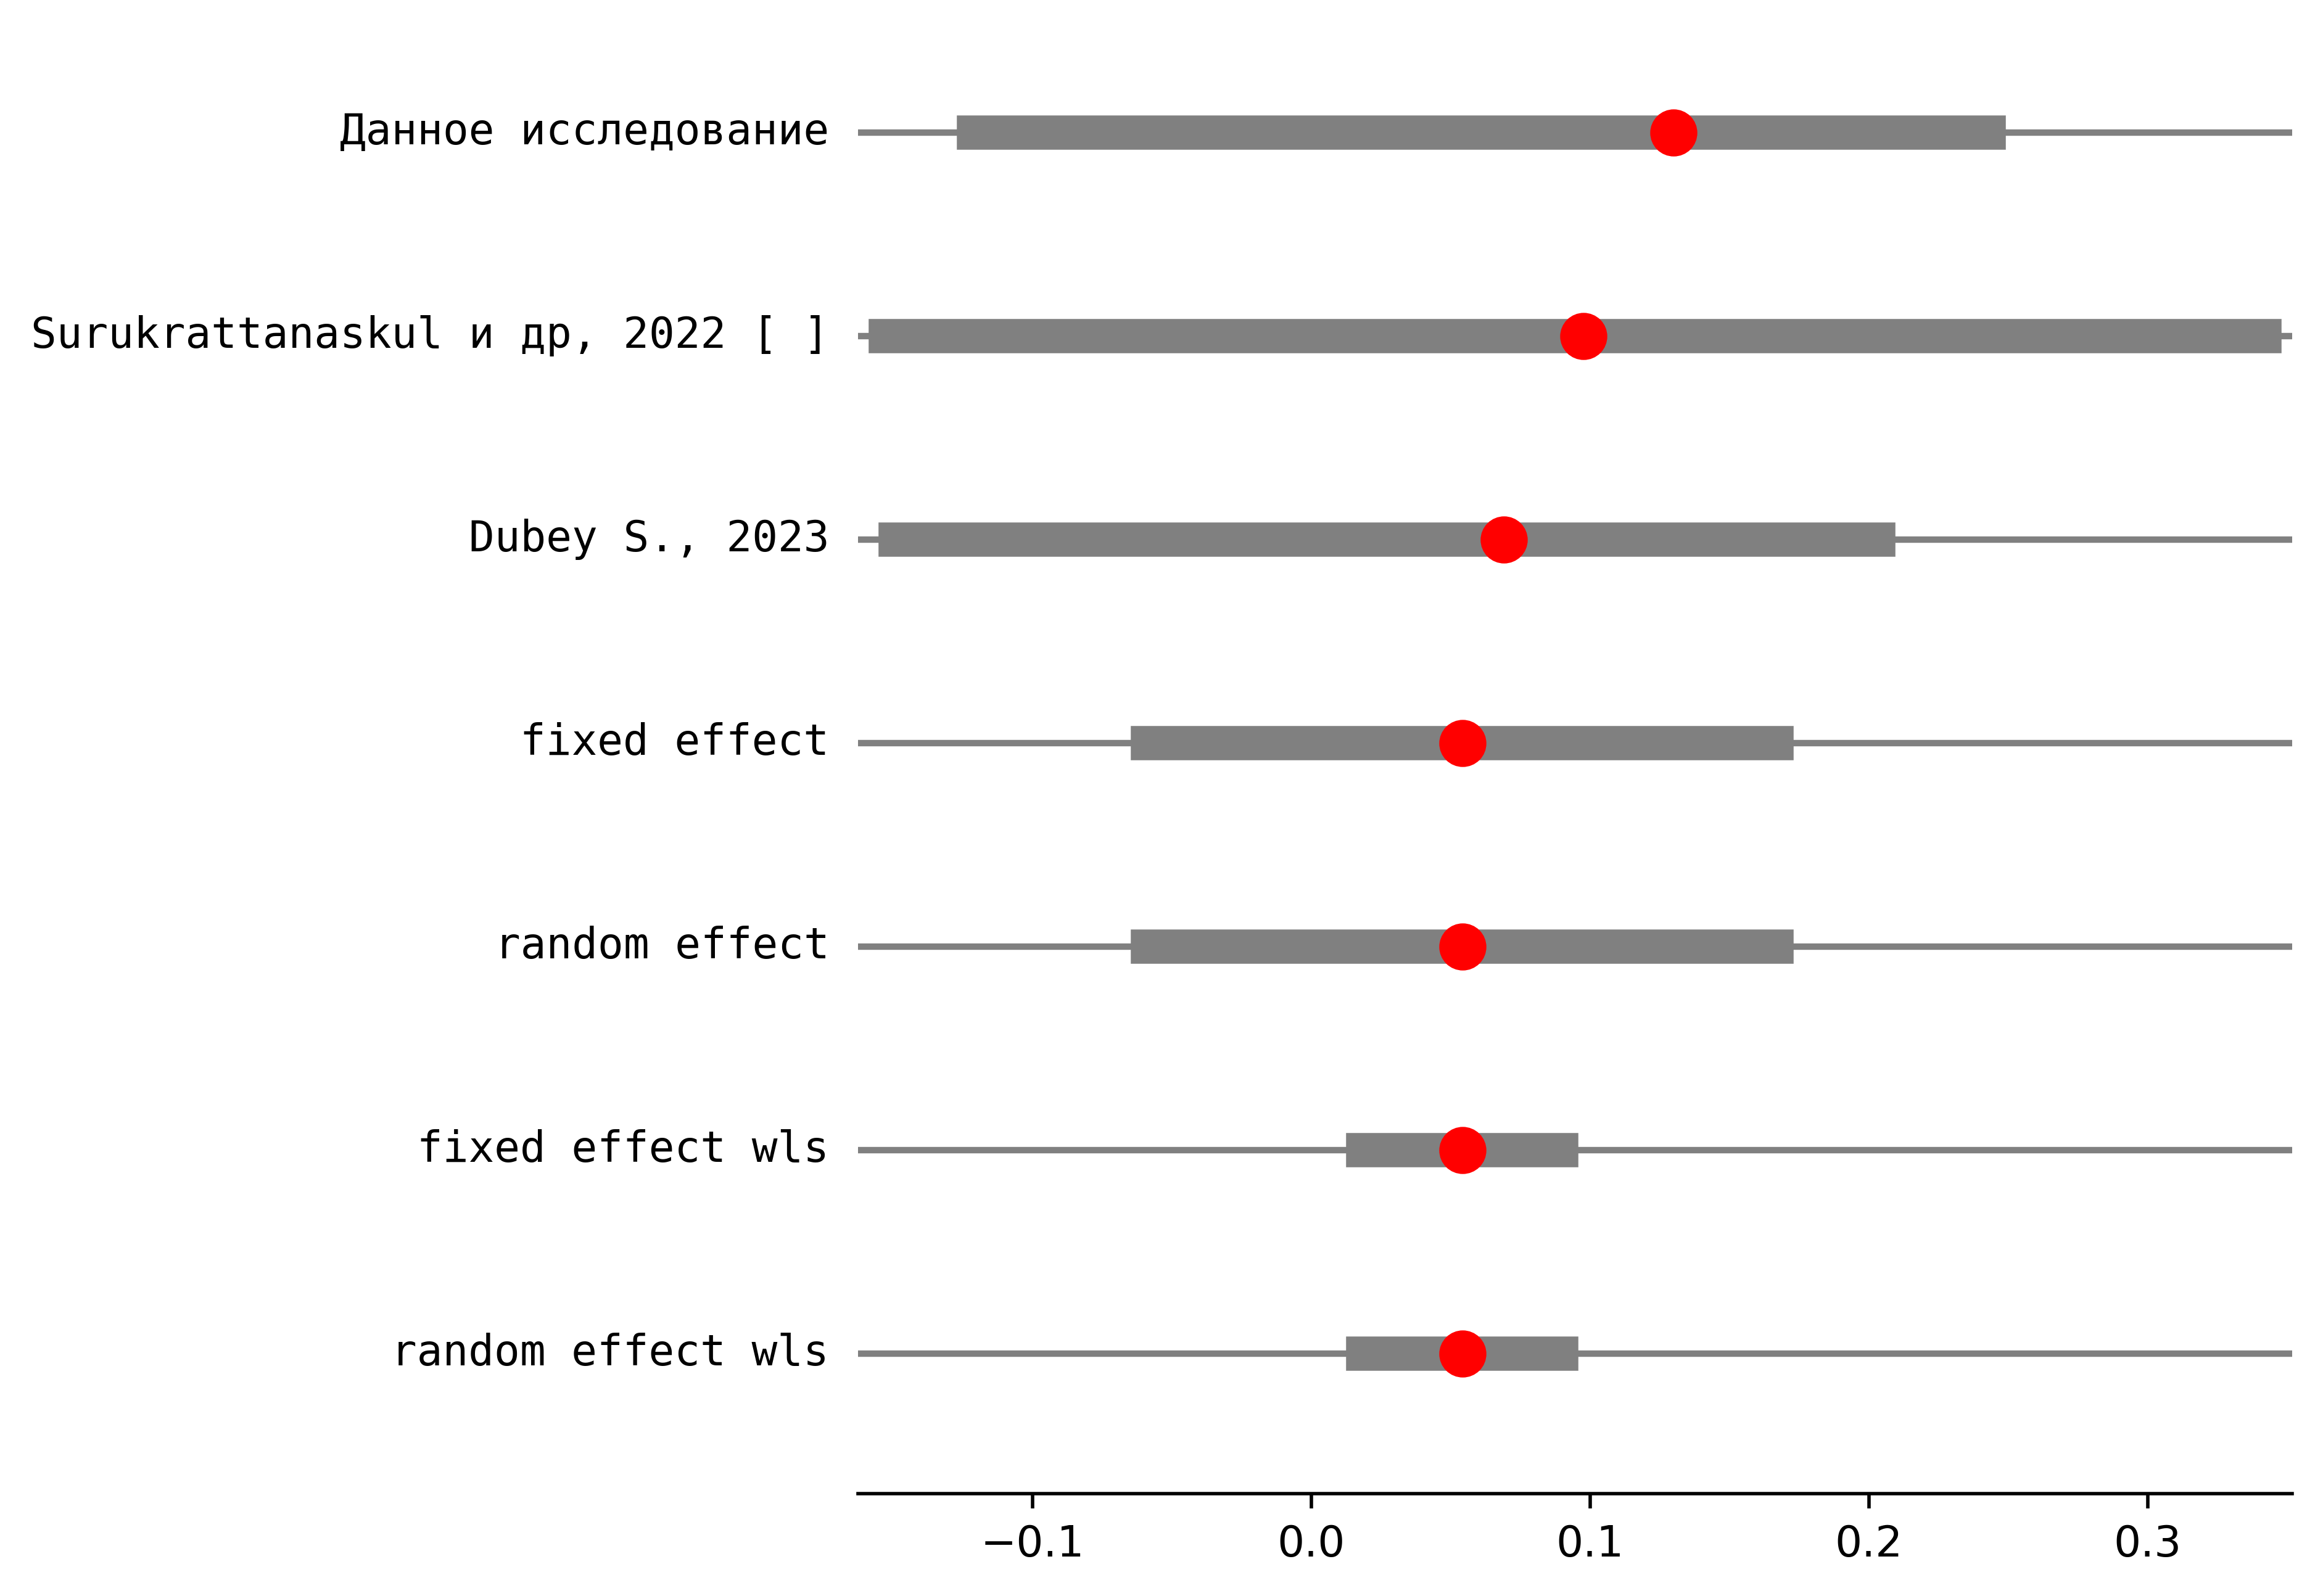 Данное исследование
Surukrattanaskul и др, 2022 [ ]
Dubey S., 2023
fixed effect
random effect
fixed effect wls
random effect wls
−0.1 0.0 0.1 0.2 0.3